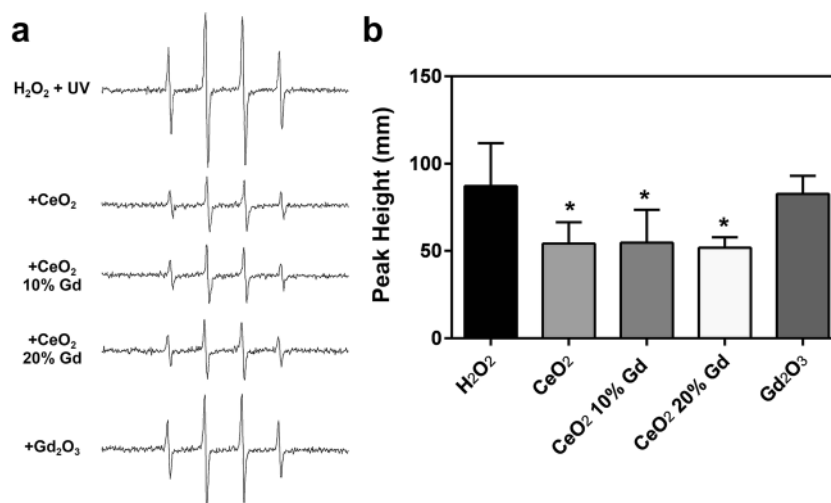 a
H₂O₂ + UV
+CeO₂
+CeO₂
10% Gd
+CeO₂
20% Gd
+Gd₂O₃
b
Peak Height (mm)
150
100
50
0
*
*
*
H₂O₂
CeO₂
CeO₂ 10% Gd
CeO₂ 20% Gd
Gd₂O₃